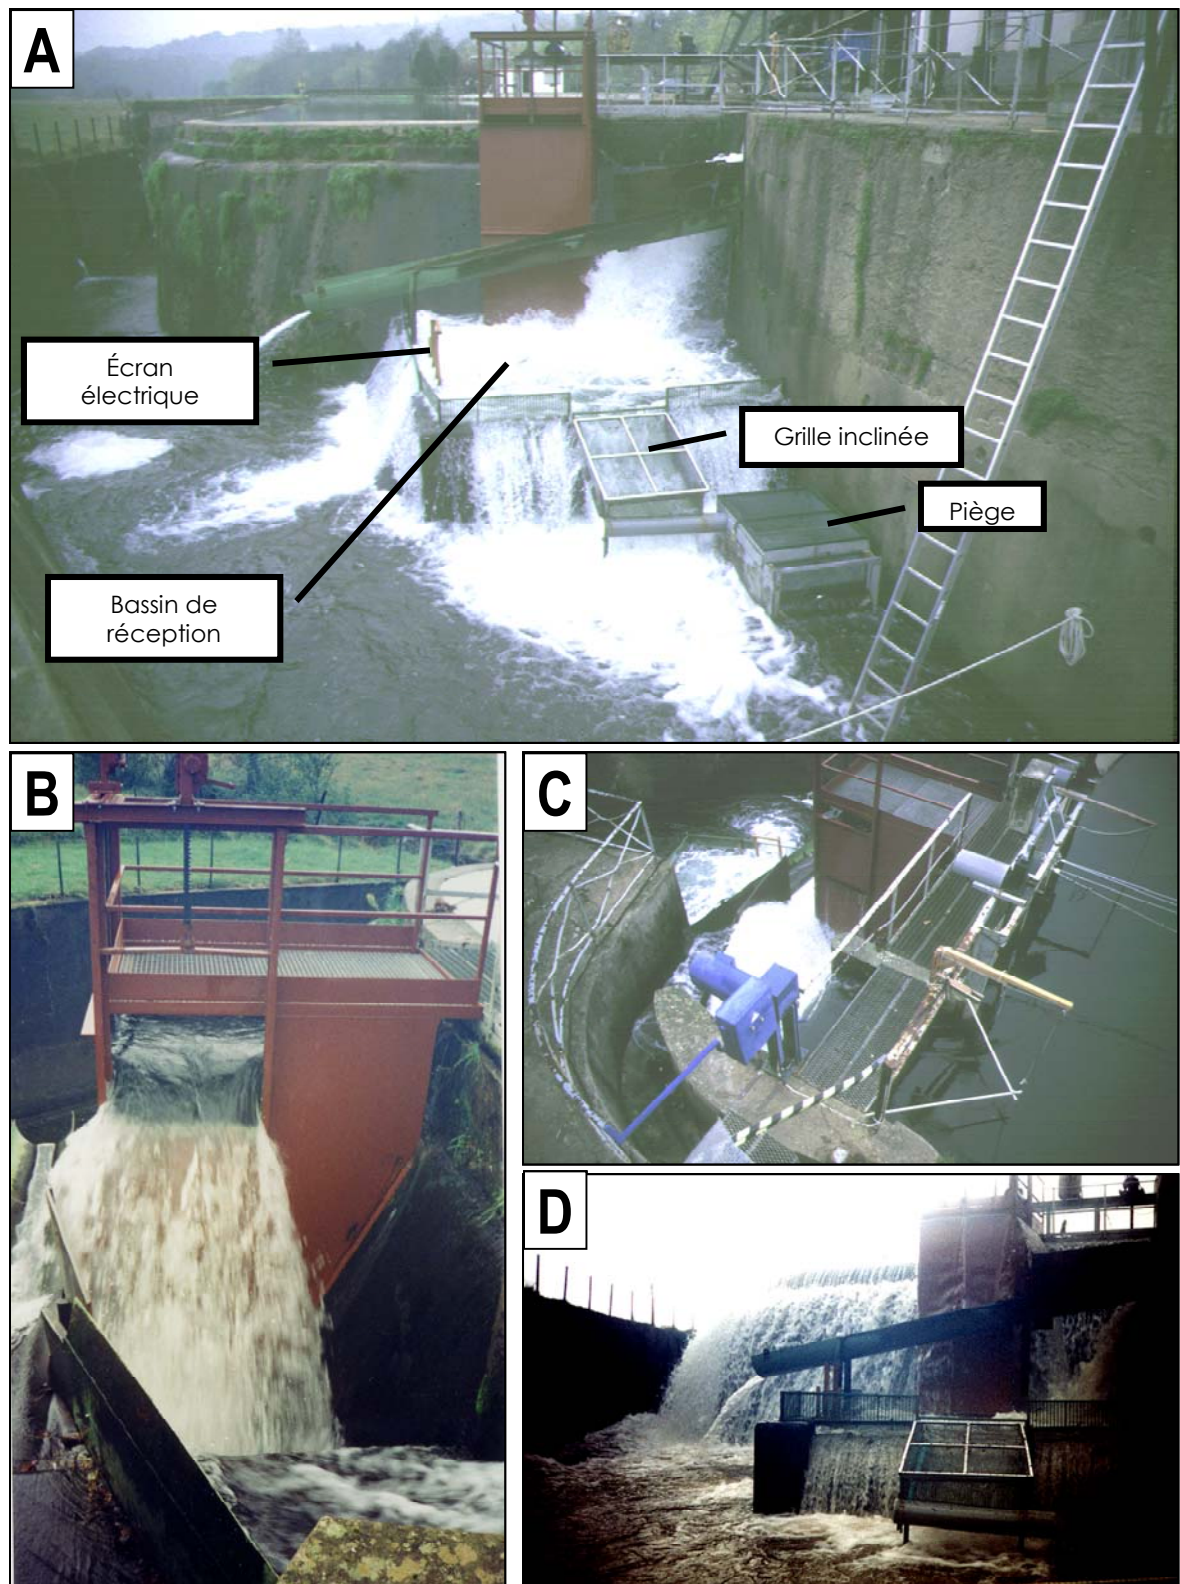 A
Écran
électrique
Grille inclinée
Piège
Bassin de
réception
B
C
D